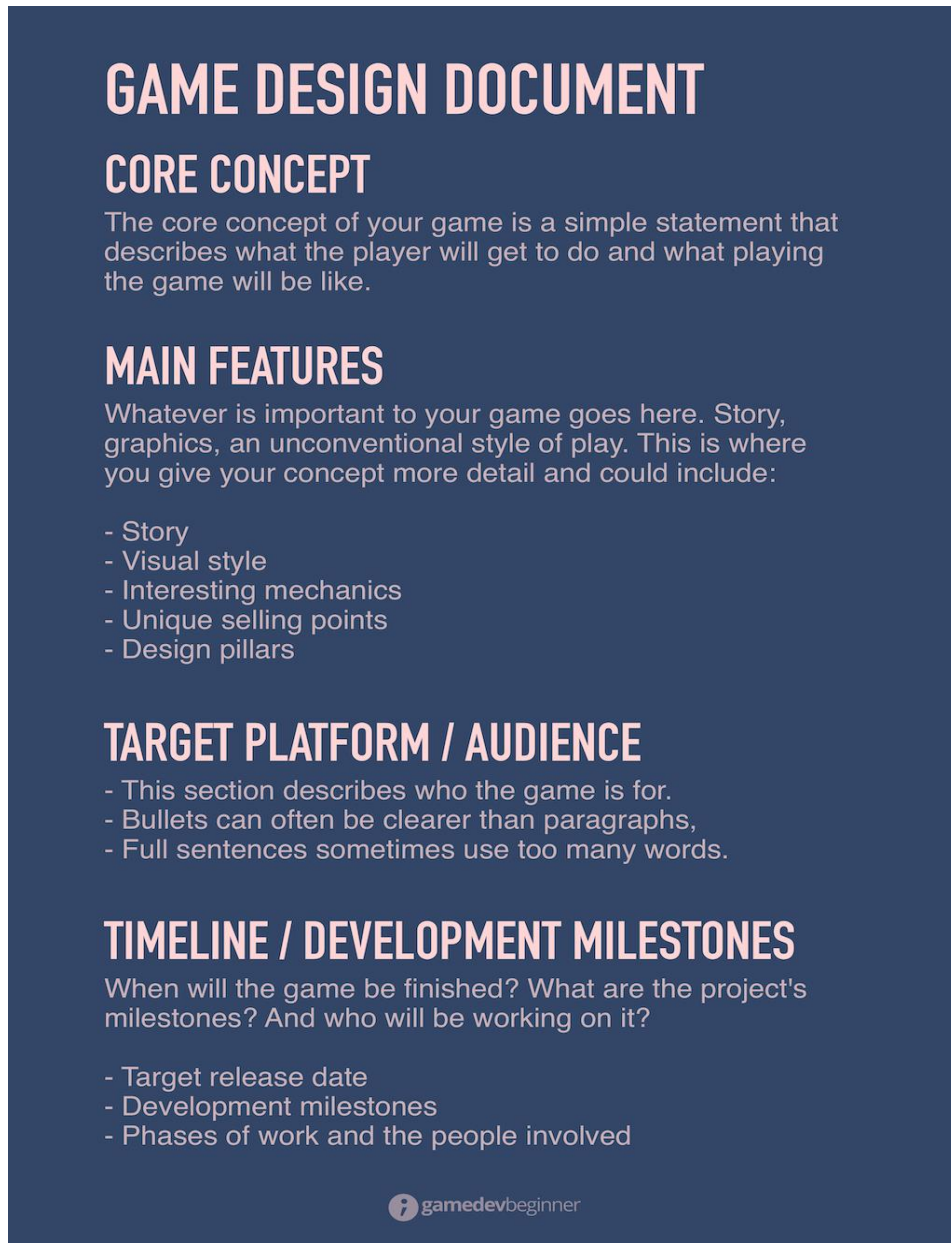 GAME DESIGN DOCUMENT
CORE CONCEPT
The core concept of your game is a simple statement that
describes what the player will get to do and what playing
the game will be like.
MAIN FEATURES
Whatever is important to your game goes here. Story,
graphics, an unconventional style of play. This is where
you give your concept more detail and could include:
- Story
- Visual style
- Interesting mechanics
- Unique selling points
- Design pillars
TARGET PLATFORM / AUDIENCE
- This section describes who the game is for.
- Bullets can often be clearer than paragraphs,
- Full sentences sometimes use too many words.
TIMELINE / DEVELOPMENT MILESTONES
When will the game be finished? What are the project's
milestones? And who will be working on it?
- Target release date
- Development milestones
- Phases of work and the people involved
gamedevbeginner